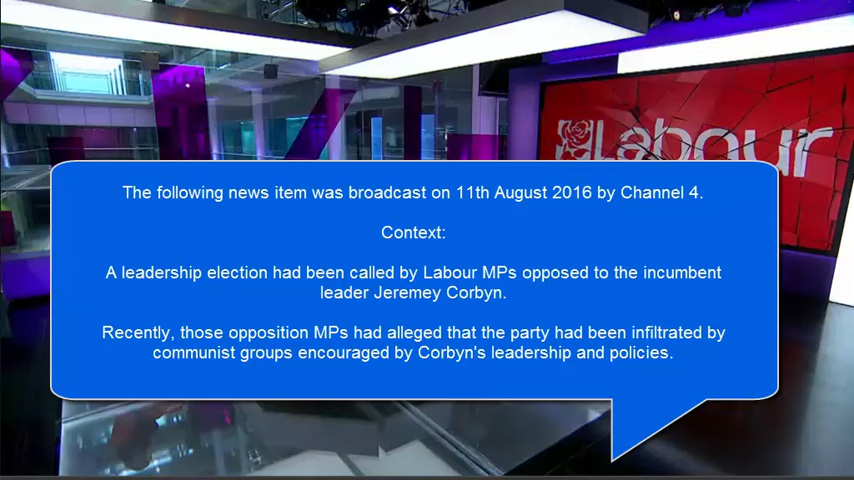 Labour
The following news item was broadcast on 11th August 2016 by Channel 4.
Context:
A leadership election had been called by Labour MPs opposed to the incumbent
leader Jeremey Corbyn.
Recently, those opposition MPs had alleged that the party had been infiltrated by
communist groups encouraged by Corbyn's leadership and policies.